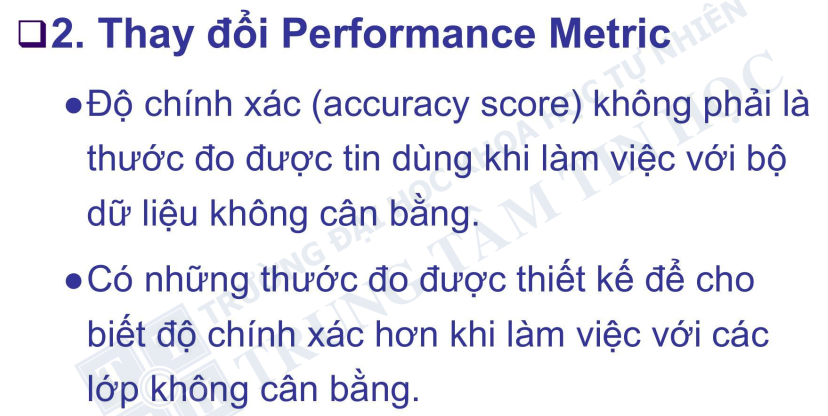 ❑2. Thay đổi Performance Metric
●Độ chính xác (accuracy score) không phải là
thước đo được tin dùng khi làm việc với bộ
dữ liệu không cân bằng.
●Có những thước đo được thiết kế để cho
biết độ chính xác hơn khi làm việc với các
lớp không cân bằng.
TRƯỜNG ĐẠI HỌC KHOA HỌC TỰ NHIÊN
TRUNG TÂM TIN HỌC